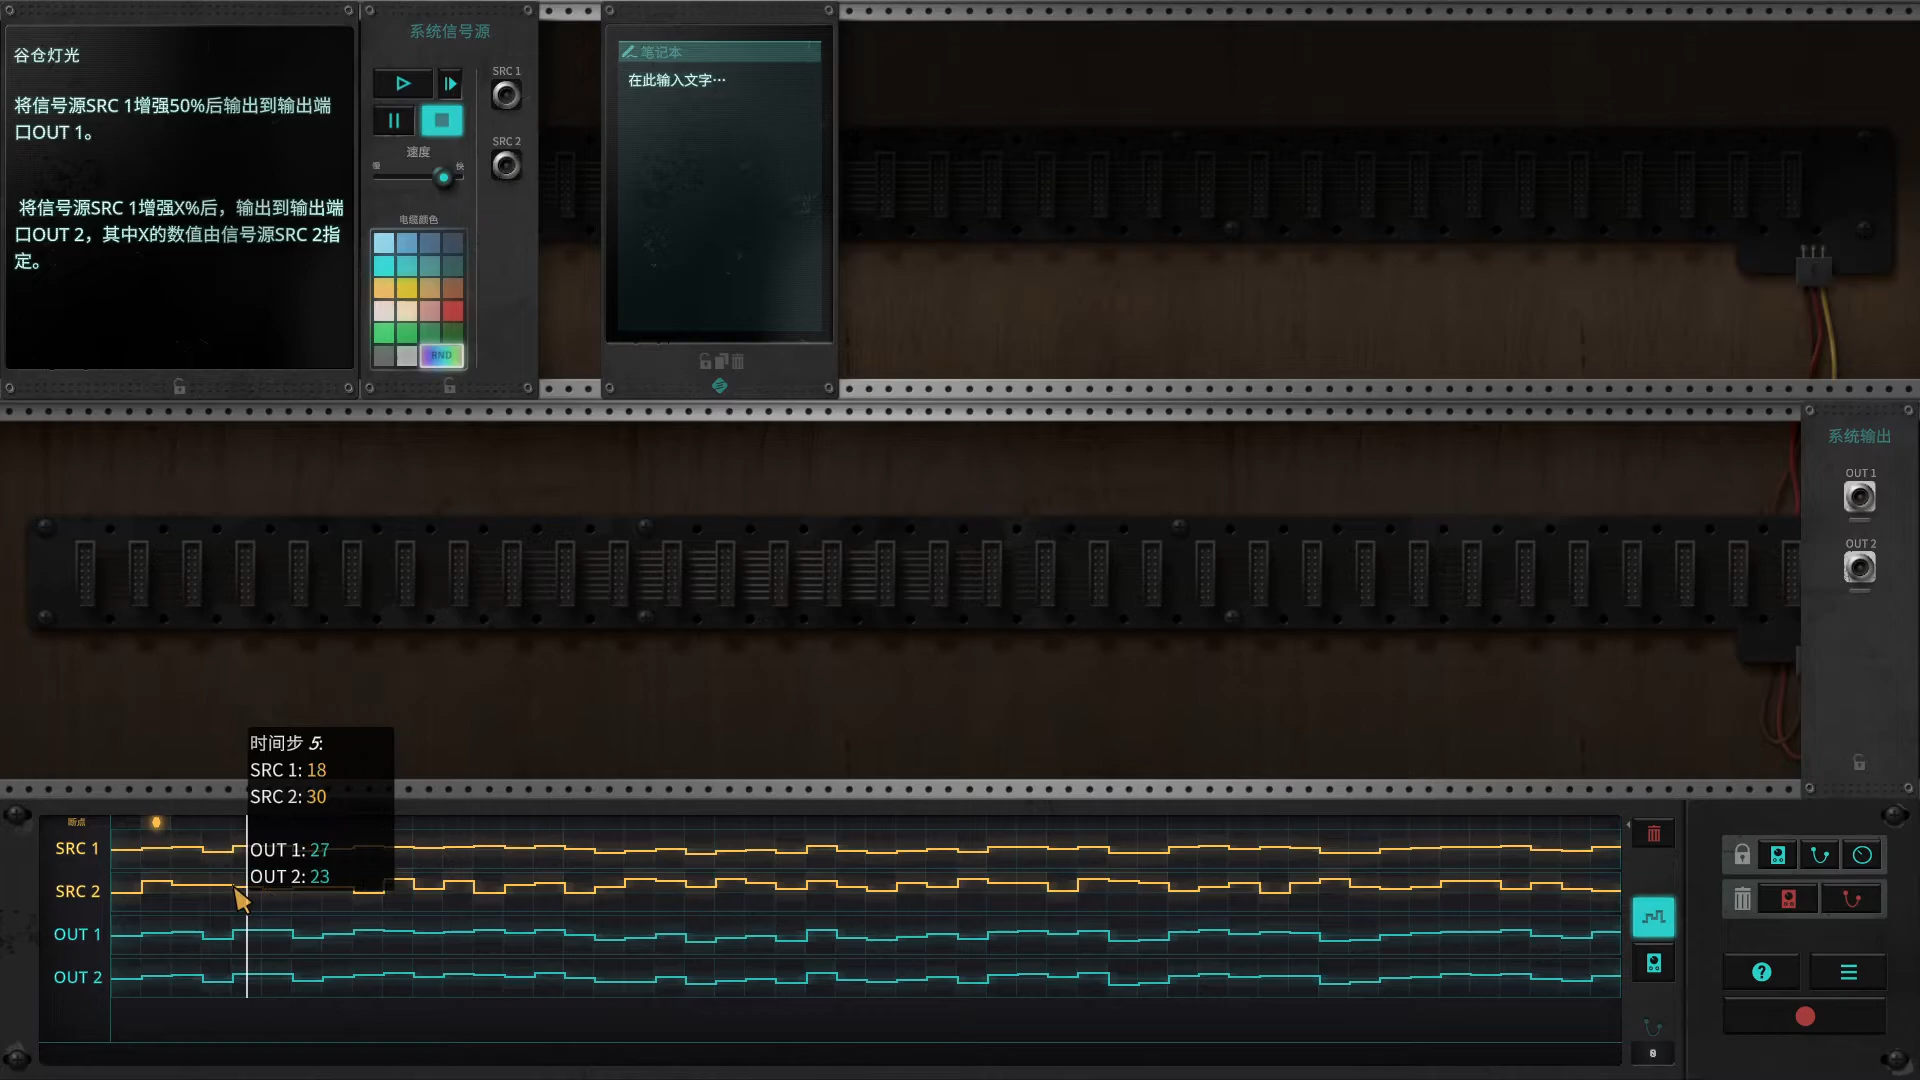 谷仓灯光
将信号源SRC 1增强50%后输出到输出端
口OUT 1。
将信号源SRC 1增强X%后，输出到输出端
口OUT 2，其中X的数值由信号源SRC 2指
定。
系统信号源
SRC 1
SRC 2
速度
慢
快
电缆颜色
RND
笔记本
在此输入文字…
系统输出
OUT 1
OUT 2
时间步 5:
SRC 1: 18
SRC 2: 30
OUT 1: 27
OUT 2: 23
断点
SRC 1
SRC 2
OUT 1
OUT 2
?
0